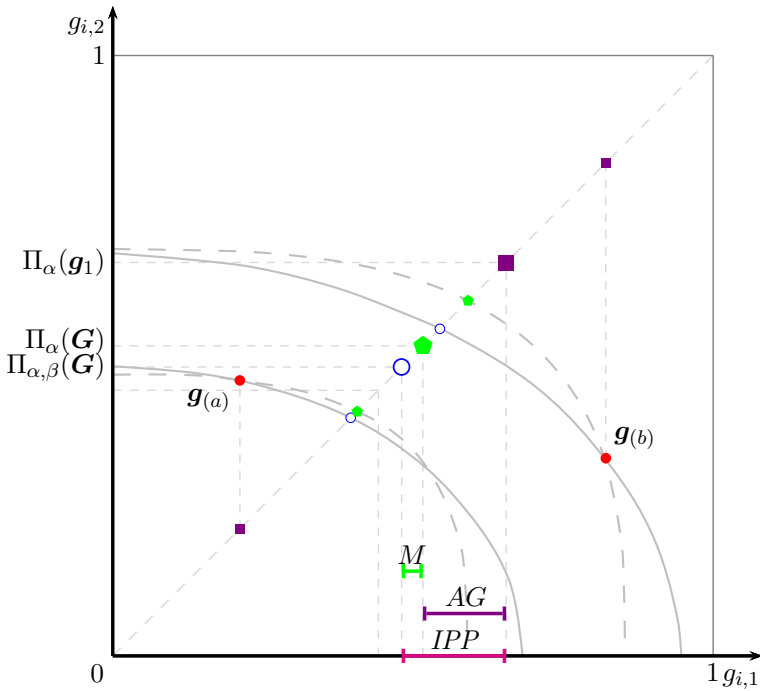 g_{i,2}
1
Π_α(g_1)
Π_α(G)
Π_{α,β}(G)
g_{(a)}
g_{(b)}
M
AG
IPP
0
1 g_{i,1}